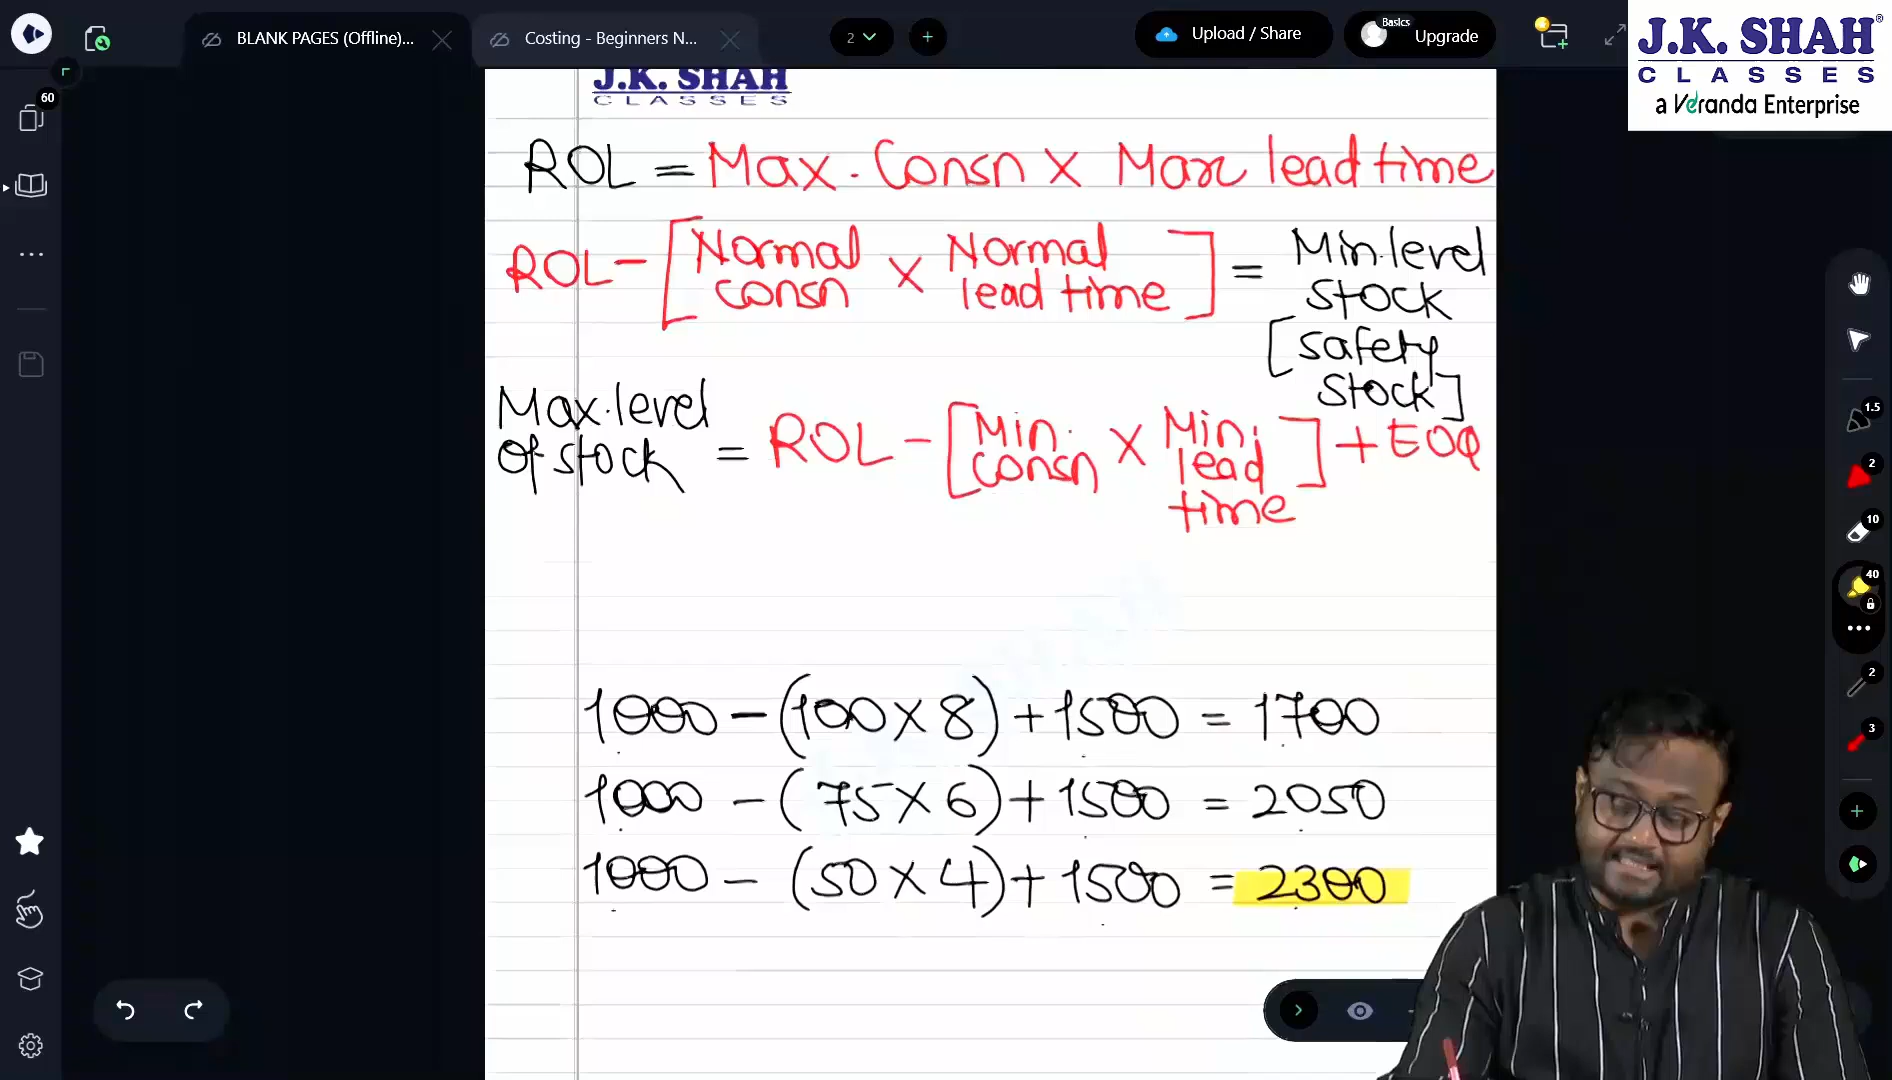 BLANK PAGES (Offline)...
Costing - Beginners N...
2
Upload / Share
Basics
Upgrade
J.K. SHAH®
CLASSES
a Veranda Enterprise
60
J.K. SHAH
CLASSES
ROL = Max. Consn X Max lead time
ROL - [Normal consn X Normal lead time] = Min. level stock
[safety stock]
Max. level of stock = ROL - [Min. consn X Min. lead time] + EOQ
1000 - (100 X 8) + 1500 = 1700
1000 - (75 X 6) + 1500 = 2050
1000 - (50 X 4) + 1500 = 2300
1.5
2
10
40
2
3